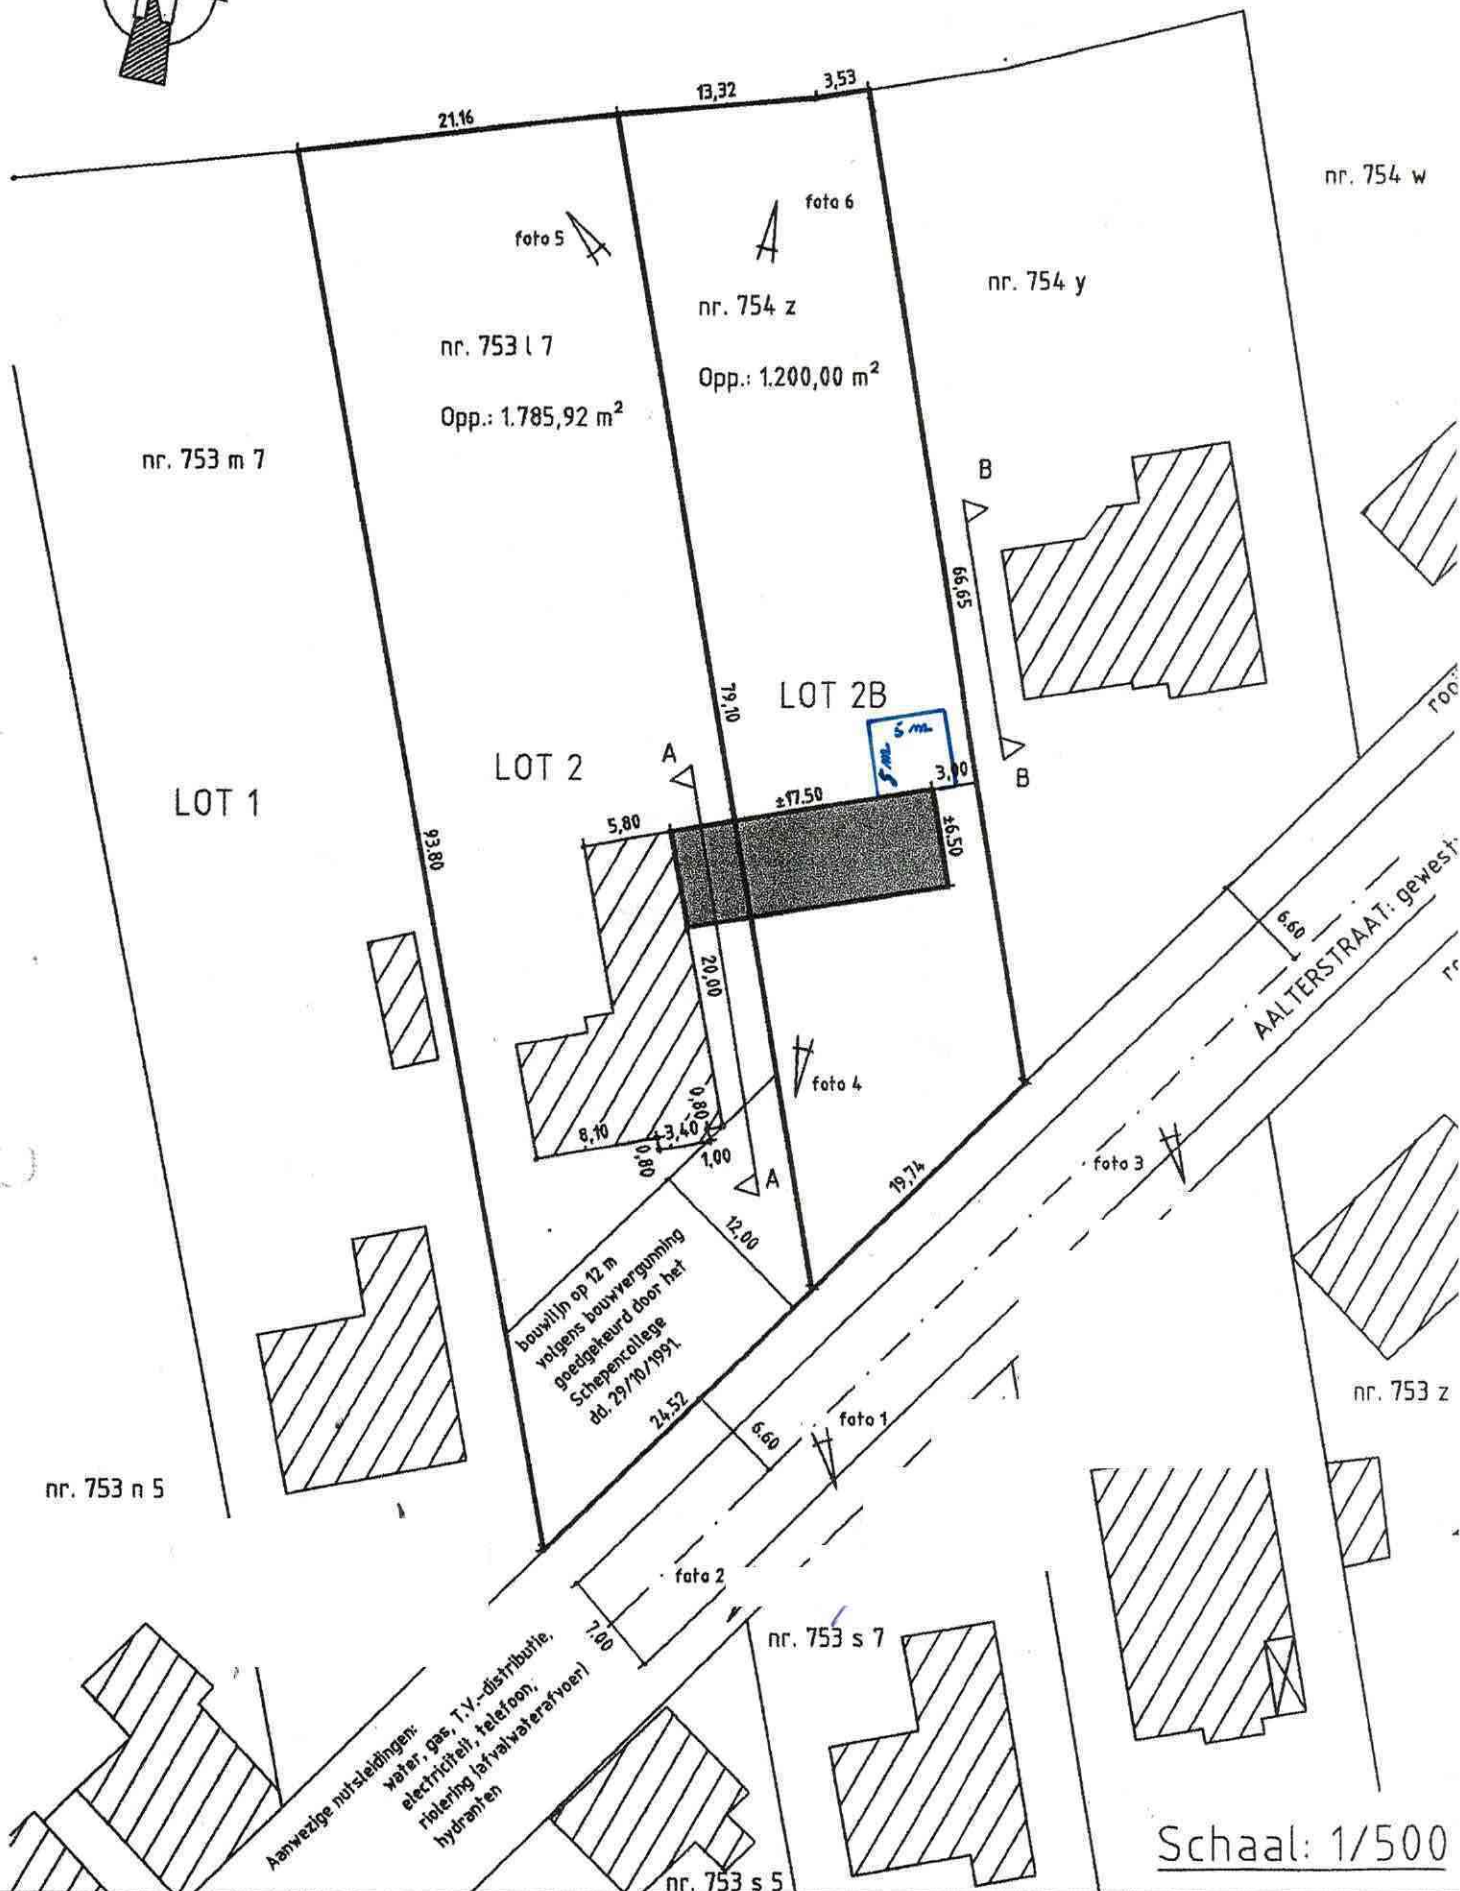 21.16
13,32
3,53
nr. 754 w
foto 6
foto 5
nr. 754 y
nr. 754 z
nr. 753 l 7
Opp.: 1.200,00 m²
Opp.: 1.785,92 m²
nr. 753 m 7
B
66,65
LOT 2B
79,10
5 m
5 m
LOT 2
A
3,00
B
LOT 1
±17.50
5,80
±6.50
93.80
20,00
6.60
AALTERSTRAAT: gewest
foto 4
0,80
8,10
3,40
0,80
1,00
A
foto 3
19,74
12,00
bouwlijn op 12 m
volgens bouwvergunning
goedgekeurd door het
Schepencollege
dd. 29/10/1991.
24,52
6.60
foto 1
nr. 753 z
nr. 753 n 5
foto 2
7.00
nr. 753 s 7
Aanwezige nutsleidingen:
water, gas, T.V.-distributie,
electriciteit, telefoon,
riolering (afvalwaterafvoer)
hydranten
nr. 753 s 5
Schaal: 1/500